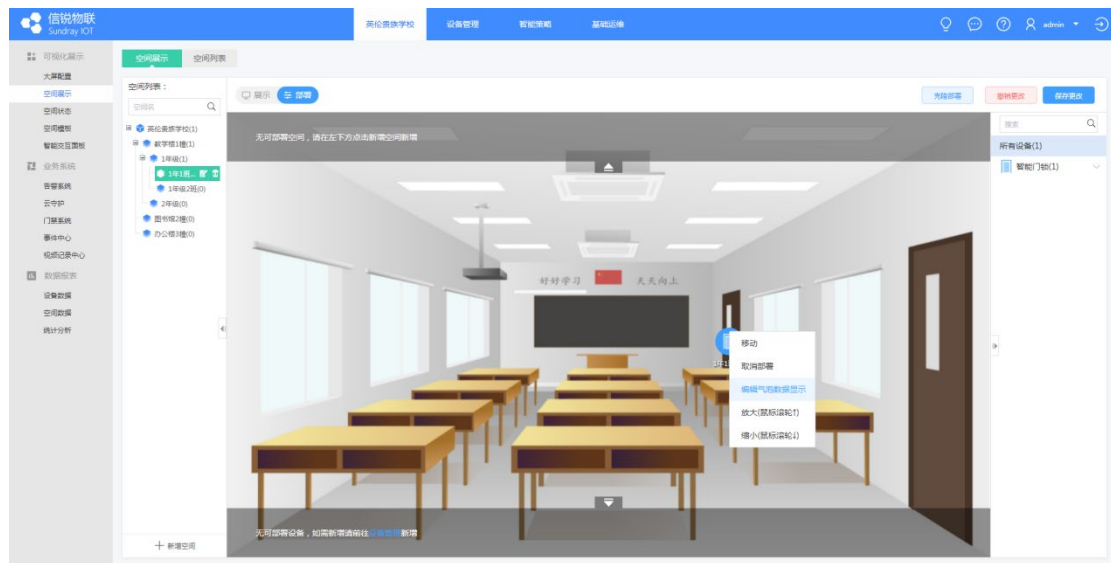 信锐物联
Sundray IOT
英伦贵族学校
设备管理
智能策略
基础运维
admin
可视化展示
大屏配置
空间展示
空间状态
空间模板
智能交互面板
业务系统
告警系统
云守护
门禁系统
事件中心
视频记录中心
数据报表
设备数据
空间数据
统计分析
空间展示
空间列表
空间列表：
空间名
英伦贵族学校(1)
教学楼1幢(1)
1年级(1)
1年1班...
1年级2班(0)
2年级(0)
图书馆2幢(0)
办公楼3幢(0)
新增空间
展示
部署
撤销更改
保存更改
无可部署空间，请在左下方点击新增空间新增
好好学习
天天向上
移动
取消部署
编辑气泡数据显示
放大(鼠标滚轮↑)
缩小(鼠标滚轮↓)
无可部署设备，如需新增请前往设备管理新增
搜索
所有设备(1)
智能门锁(1)